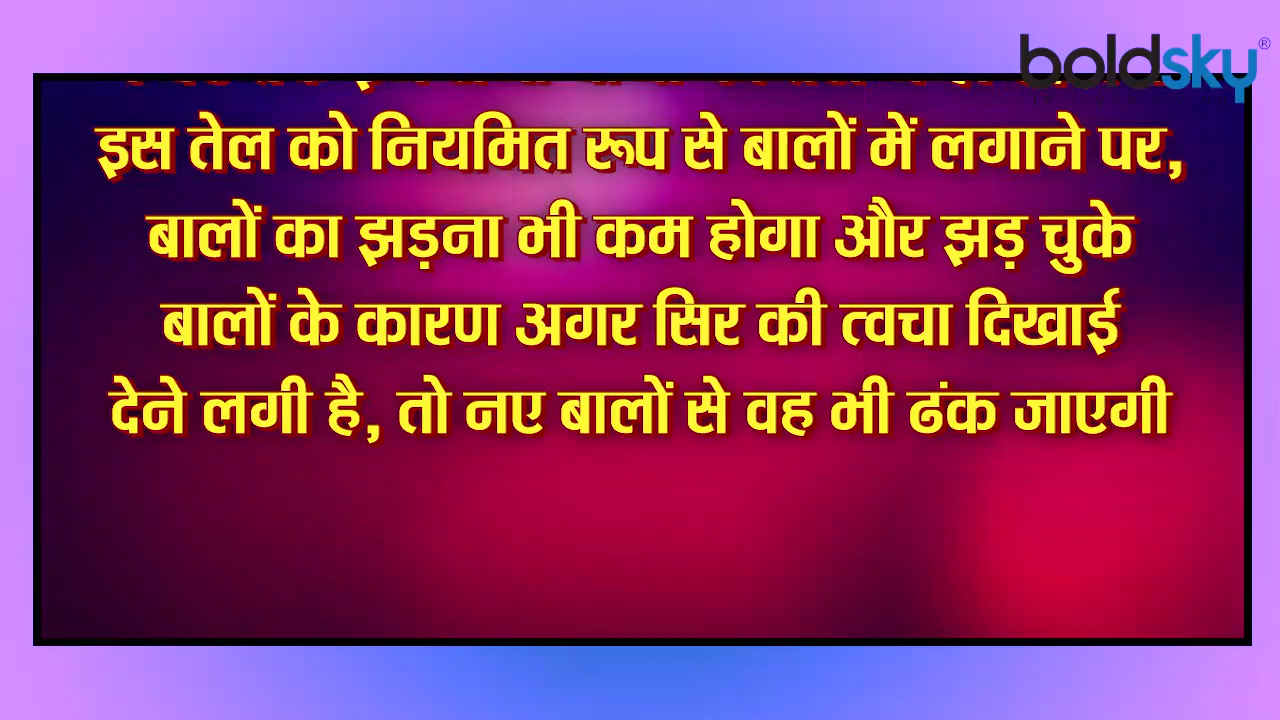 boldsky®
इस तेल को नियमित रूप से बालों में लगाने पर,
बालों का झड़ना भी कम होगा और झड़ चुके
बालों के कारण अगर सिर की त्वचा दिखाई
देने लगी है, तो नए बालों से वह भी ढंक जाएगी